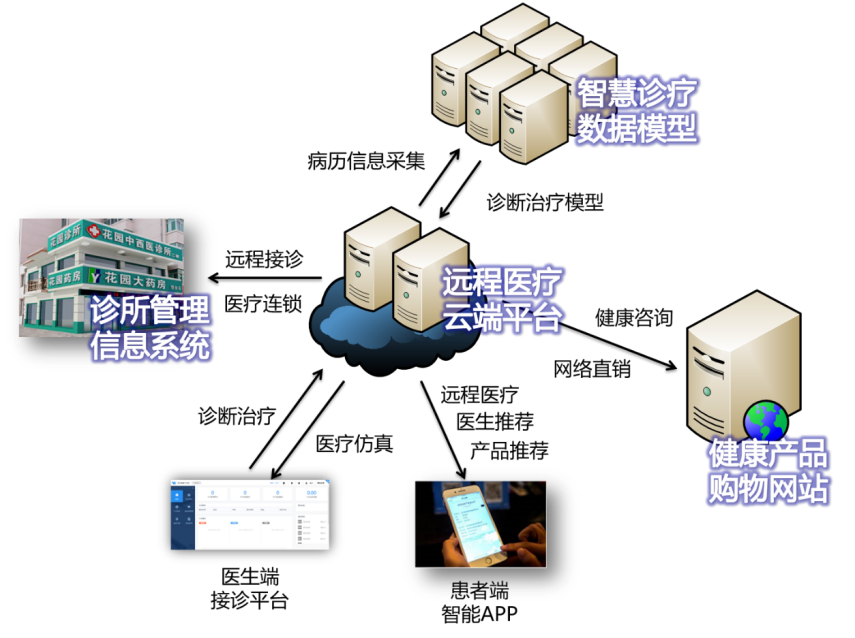 智慧诊疗
数据模型
病历信息采集
诊断治疗模型
花园诊所
花园中西医诊所
花园药房
花园大药房
诊所管理
信息系统
远程接诊
医疗连锁
远程医疗
云端平台
健康咨询
网络直销
健康产品
购物网站
诊断治疗
医疗仿真
远程医疗
医生推荐
产品推荐
医生端
接诊平台
患者端
智能APP